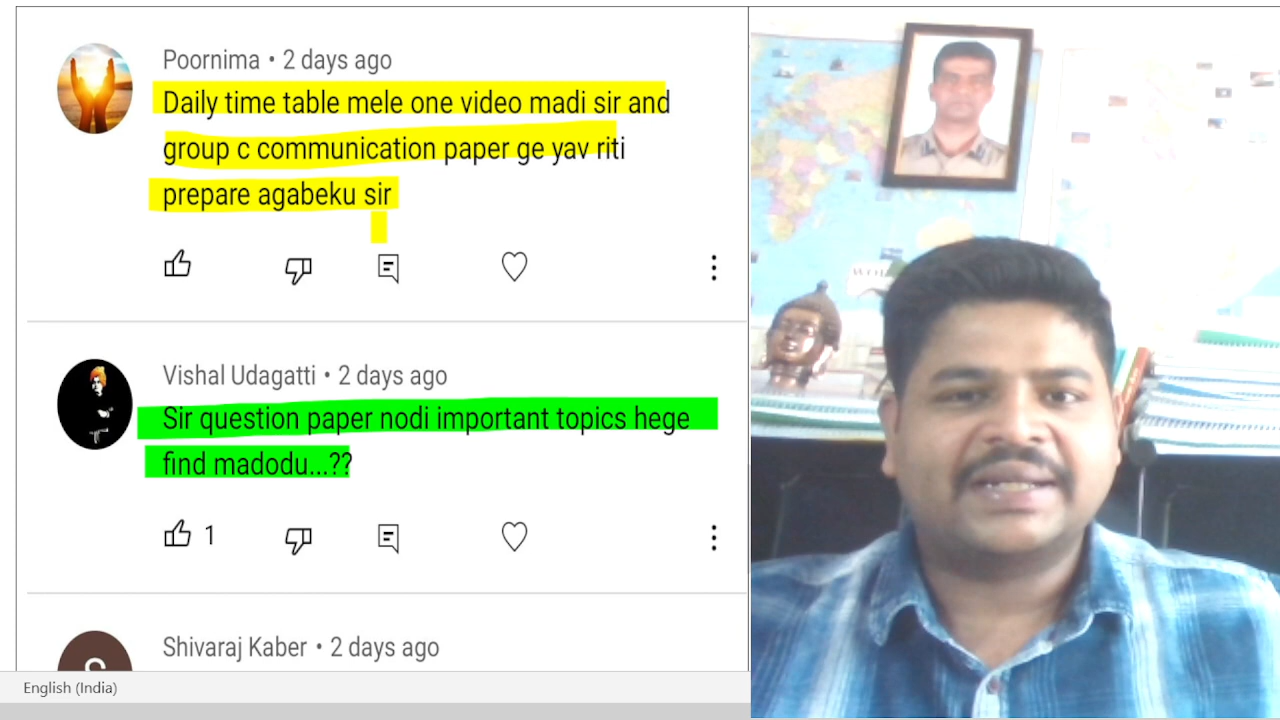 Poornima • 2 days ago
Daily time table mele one video madi sir and
group c communication paper ge yav riti
prepare agabeku sir
Vishal Udagatti • 2 days ago
Sir question paper nodi important topics hege
find madodu...??
1
Shivaraj Kaber • 2 days ago
English (India)